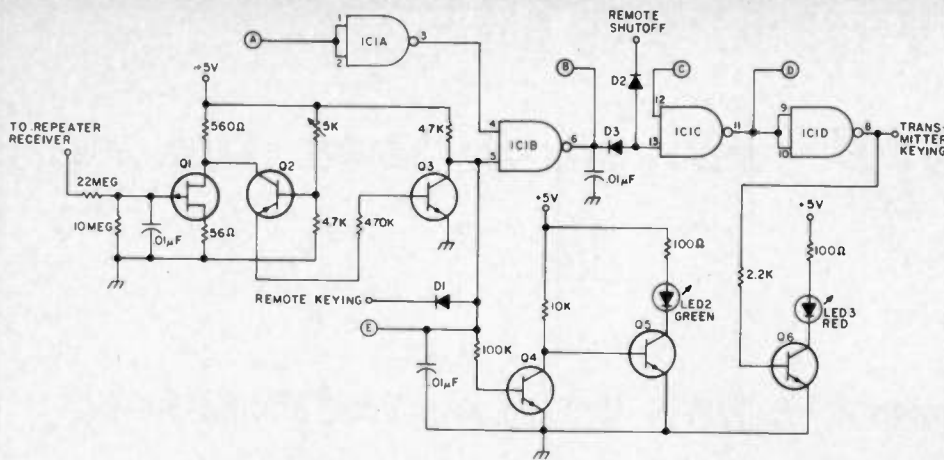 REMOTE
SHUTOFF
A
1
2
IC1A
3
+5V
560Ω
5K
4.7K
TO REPEATER
RECEIVER
22MEG
10MEG
.01µF
Q1
56Ω
Q2
4.7K
470K
Q3
4
5
IC1B
6
B
D3
.01µF
D2
C
12
13
IC1C
11
D
9
10
IC1D
8
TRANS-
MITTER
KEYING
REMOTE KEYING
D1
E
.01µF
100K
Q4
+5V
10K
100Ω
LED2
GREEN
Q5
2.2K
+5V
100Ω
LED3
RED
Q6